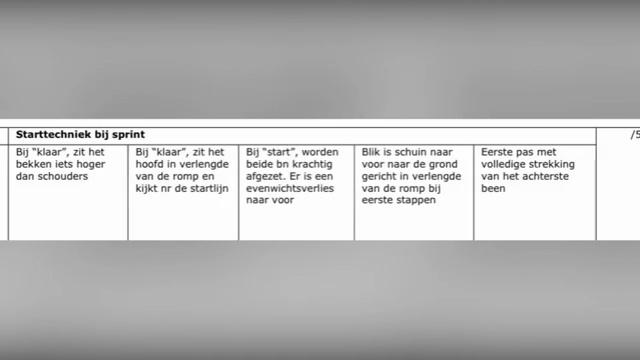 Starttechniek bij sprint
/5
Bij “klaar”, zit het
bekken iets hoger
dan schouders
Bij “klaar”, zit het
hoofd in verlengde
van de romp en
kijkt nr de startlijn
Bij “start”, worden
beide bn krachtig
afgezet. Er is een
evenwichtsverlies
naar voor
Blik is schuin naar
voor naar de grond
gericht in verlengde
van de romp bij
eerste stappen
Eerste pas met
volledige strekking
van het achterste
been